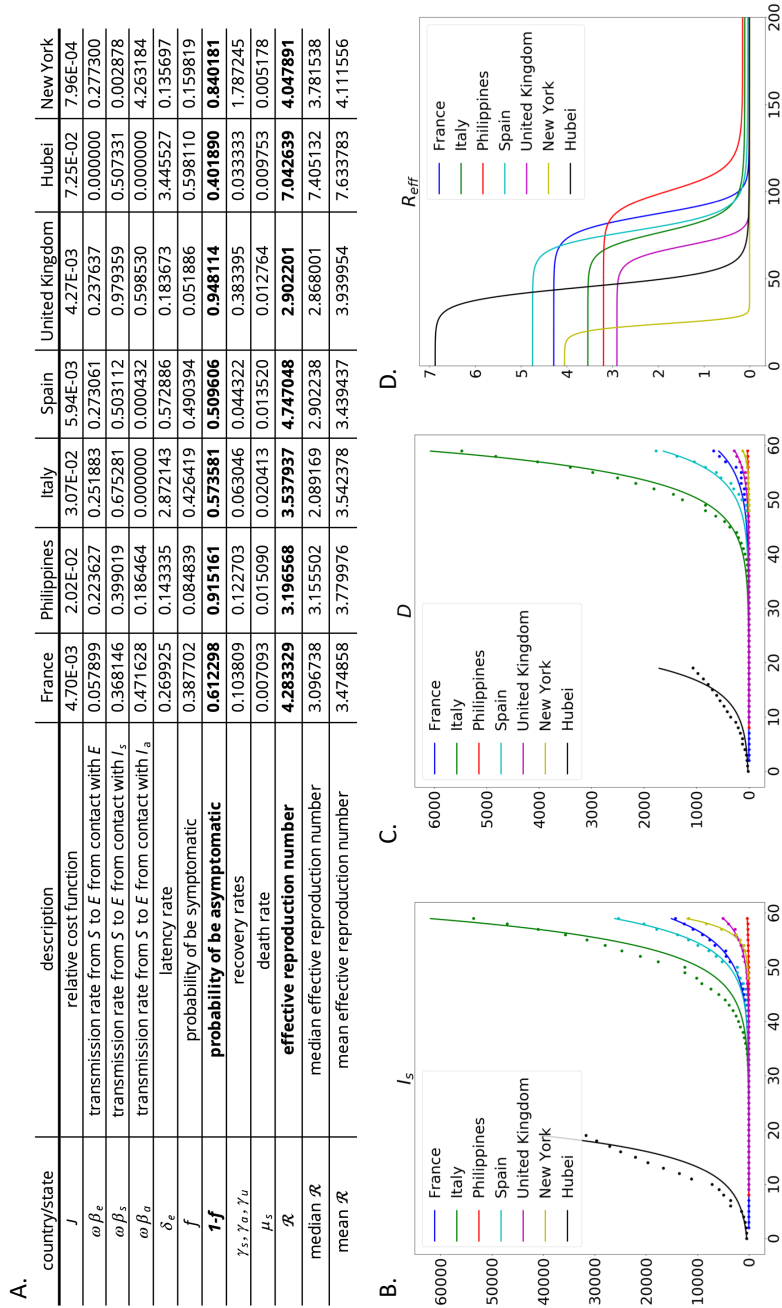 A.
country/state description France Philippines Italy Spain United Kingdom Hubei New York
J relative cost function 4.70E-03 2.02E-02 3.07E-02 5.94E-03 4.27E-03 7.25E-02 7.96E-04
ω β e transmission rate from S to E from contact with E 0.057899 0.223627 0.251883 0.273061 0.237637 0.000000 0.277300
ω β s transmission rate from S to E from contact with I s 0.368146 0.399019 0.675281 0.503112 0.979359 0.507331 0.002878
ω β a transmission rate from S to E from contact with I a 0.471628 0.186464 0.000000 0.000432 0.598530 0.000000 4.263184
δ e latency rate 0.269925 0.143335 2.872143 0.572886 0.183673 3.445527 0.135697
f probability of be symptomatic 0.387702 0.084839 0.426419 0.490394 0.051886 0.598110 0.159819
1-f probability of be asymptomatic 0.612298 0.915161 0.573581 0.509606 0.948114 0.401890 0.840181
γ s , γ a , γ u recovery rates 0.103809 0.122703 0.063046 0.044322 0.383395 0.033333 1.787245
μ s death rate 0.007093 0.015090 0.020413 0.013520 0.012764 0.009753 0.005178
ℛ effective reproduction number 4.283329 3.196568 3.537937 4.747048 2.902201 7.042639 4.047891
median ℛ median effective reproduction number 3.096738 3.155502 2.089169 2.902238 2.868001 7.405132 3.781538
mean ℛ mean effective reproduction number 3.474858 3.779976 3.542378 3.439437 3.939954 7.633783 4.111556
B.
I s
60000
50000
40000
30000
20000
10000
0
0 10 20 30 40 50 60
France
Italy
Philippines
Spain
United Kingdom
New York
Hubei
C.
D
6000
5000
4000
3000
2000
1000
0
0 10 20 30 40 50 60
France
Italy
Philippines
Spain
United Kingdom
New York
Hubei
D.
R eff
7
6
5
4
3
2
1
0
0 50 100 150 200
France
Italy
Philippines
Spain
United Kingdom
New York
Hubei